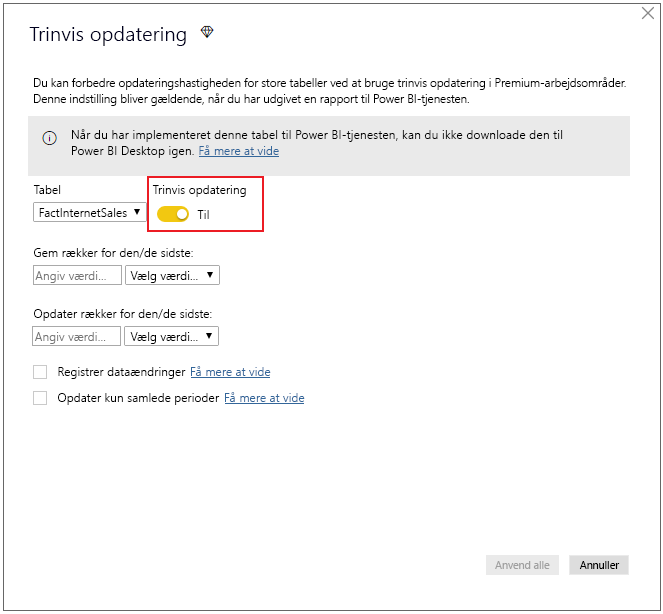 Trinvis opdatering
Du kan forbedre opdateringshastigheden for store tabeller ved at bruge trinvis opdatering i Premium-arbejdsområder.
Denne indstilling bliver gældende, når du har udgivet en rapport til Power BI-tjenesten.
Når du har implementeret denne tabel til Power BI-tjenesten, kan du ikke downloade den til
Power BI Desktop igen. Få mere at vide
Tabel
Trinvis opdatering
FactInternetSales
Til
Gem rækker for den/de sidste:
Angiv værdi... Vælg værdi...
Opdater rækker for den/de sidste:
Angiv værdi... Vælg værdi...
Registrer dataændringer Få mere at vide
Opdater kun samlede perioder Få mere at vide
Anvend alle
Annuller